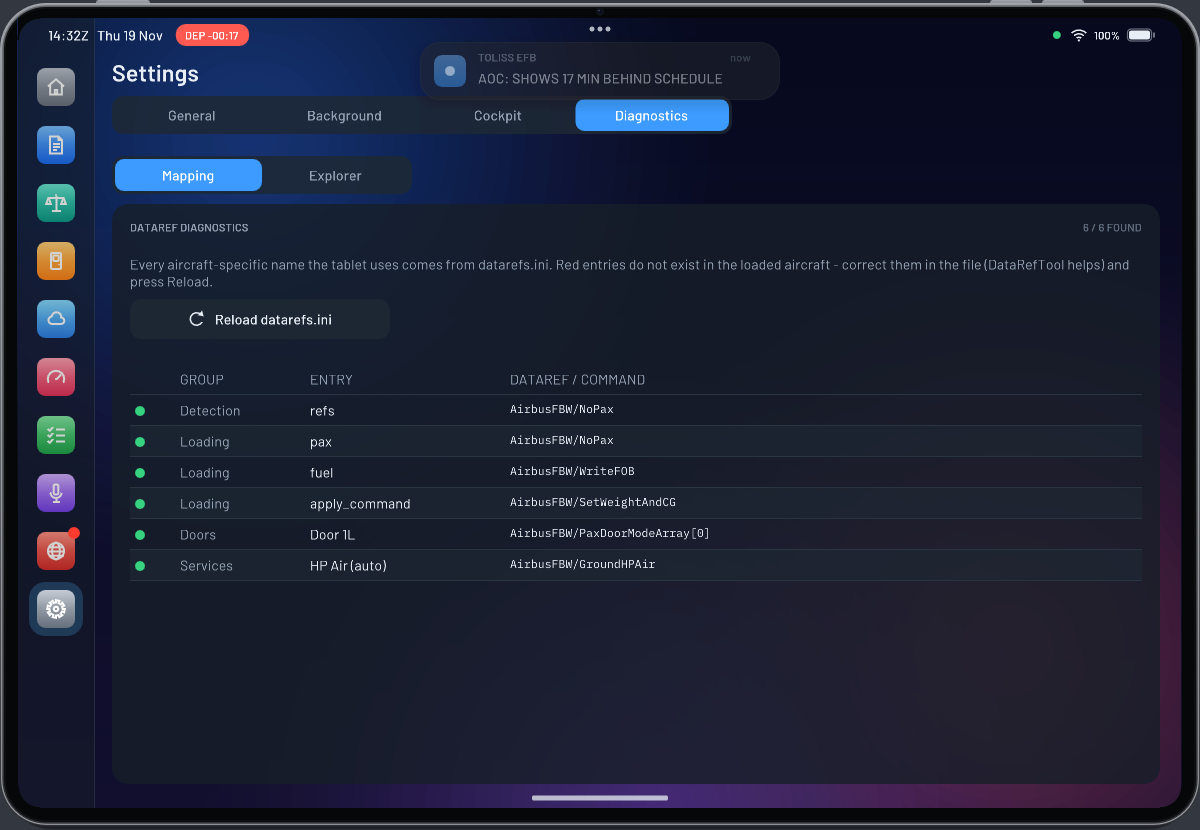 14:32Z Thu 19 Nov DEP -00:17
100%
TOLISS EFB now
AOC: SHOWS 17 MIN BEHIND SCHEDULE
Settings
General Background Cockpit Diagnostics
Mapping Explorer
DATAREF DIAGNOSTICS 6 / 6 FOUND
Every aircraft-specific name the tablet uses comes from datarefs.ini. Red entries do not exist in the loaded aircraft - correct them in the file (DataRefTool helps) and
press Reload.
Reload datarefs.ini
GROUP ENTRY DATAREF / COMMAND
Detection refs AirbusFBW/NoPax
Loading pax AirbusFBW/NoPax
Loading fuel AirbusFBW/WriteFOB
Loading apply_command AirbusFBW/SetWeightAndCG
Doors Door 1L AirbusFBW/PaxDoorModeArray[0]
Services HP Air (auto) AirbusFBW/GroundHPAir